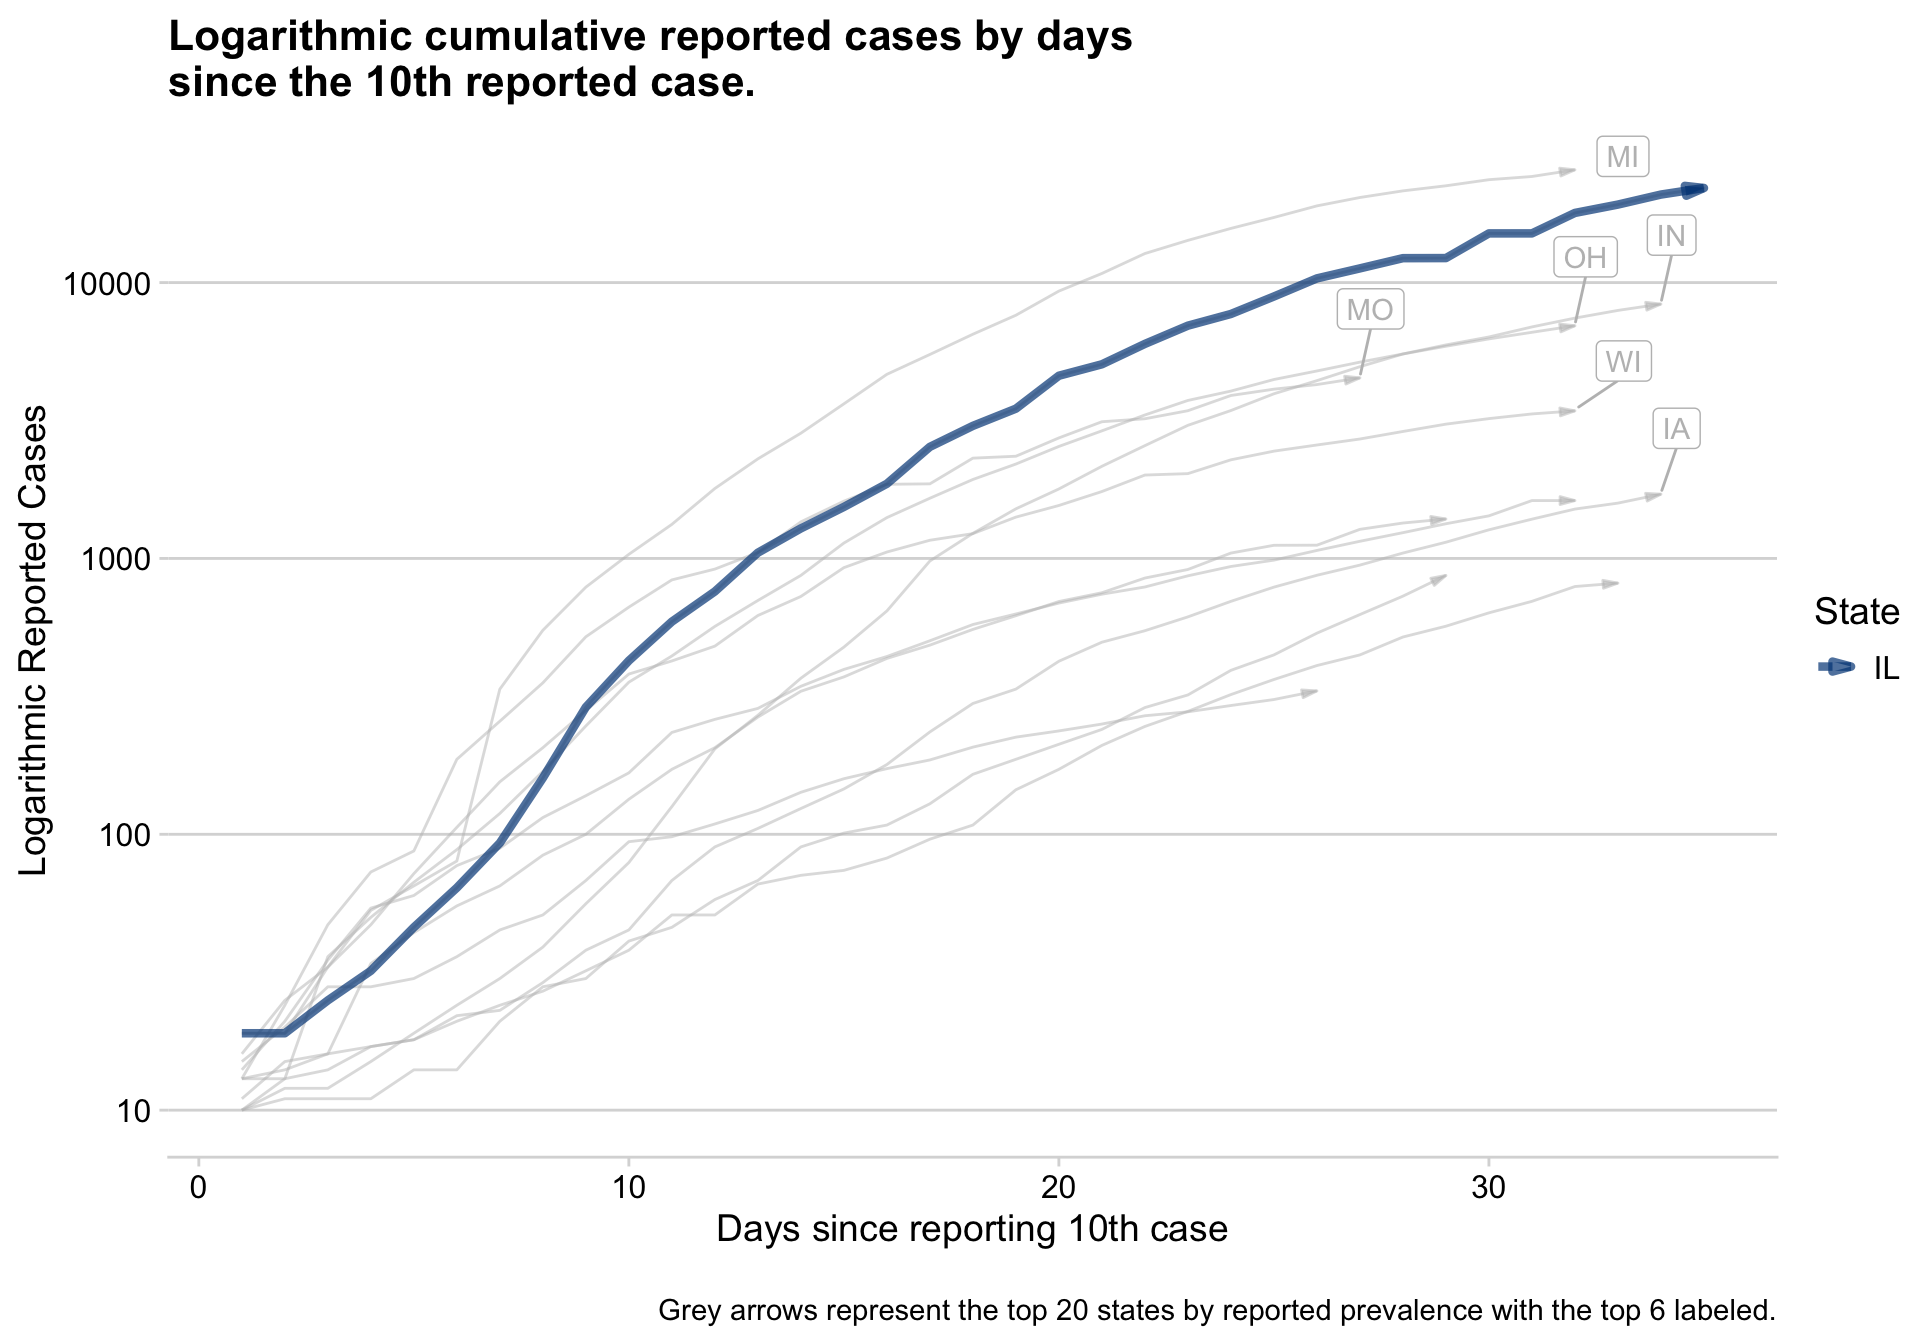 Logarithmic cumulative reported cases by days
since the 10th reported case.
MI
IN
OH
MO
WI
IA
10000
1000
100
10
Logarithmic Reported Cases
State
IL
0 10 20 30
Days since reporting 10th case
Grey arrows represent the top 20 states by reported prevalence with the top 6 labeled.